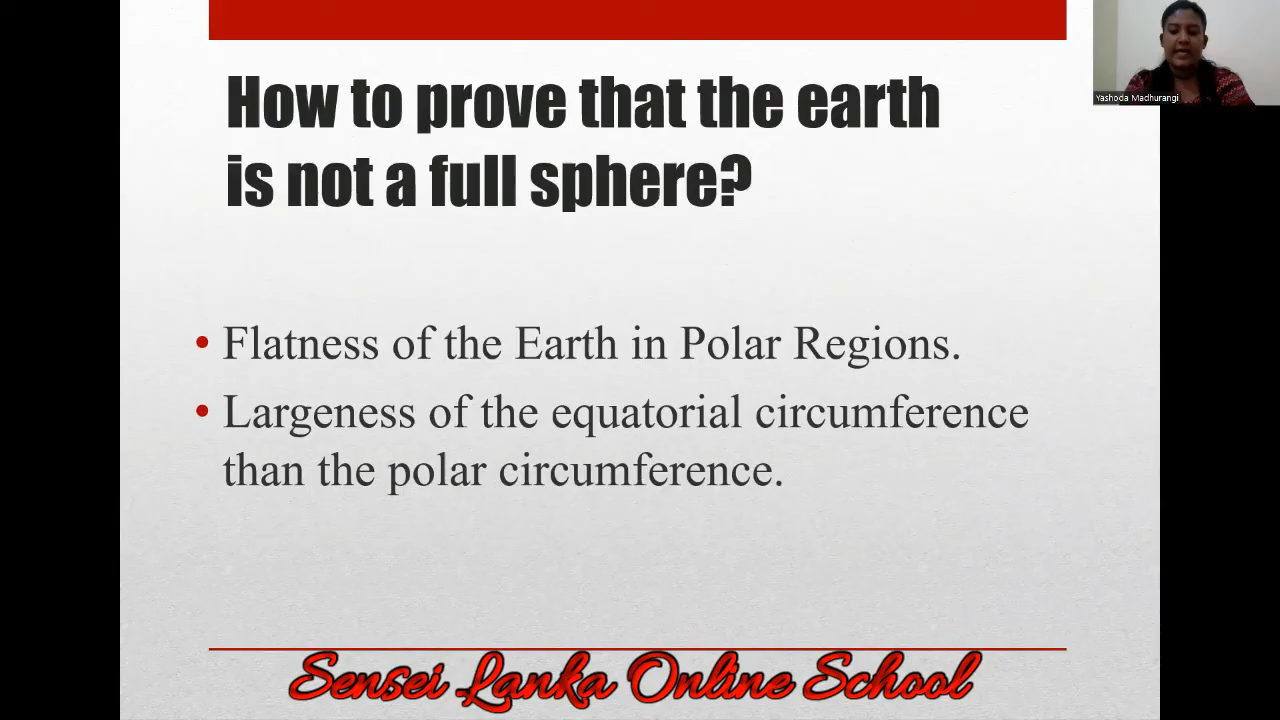 How to prove that the earth
is not a full sphere?
Yashoda Madhurangi
• Flatness of the Earth in Polar Regions.
• Largeness of the equatorial circumference
than the polar circumference.
Sensei Lanka Online School